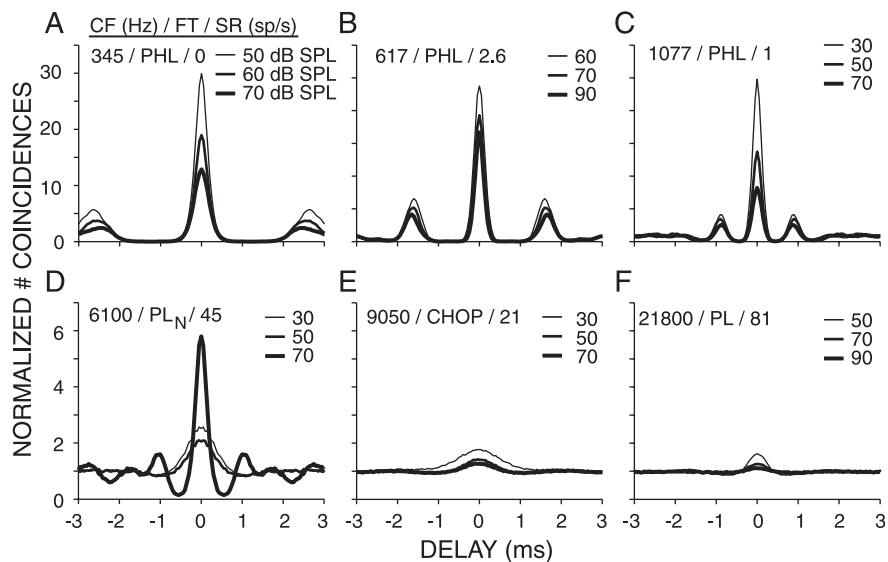 A
CF (Hz) / FT / SR (sp/s)
345 / PHL / 0
50 dB SPL
60 dB SPL
70 dB SPL
30
20
10
0
B
617 / PHL / 2.6
60
70
90
C
1077 / PHL / 1
30
50
70
NORMALIZED # COINCIDENCES
D
6100 / PL_N / 45
30
50
70
6
4
2
0
-3 -2 -1 0 1 2 3
E
9050 / CHOP / 21
30
50
70
-3 -2 -1 0 1 2 3
F
21800 / PL / 81
50
70
90
-3 -2 -1 0 1 2 3
DELAY (ms)